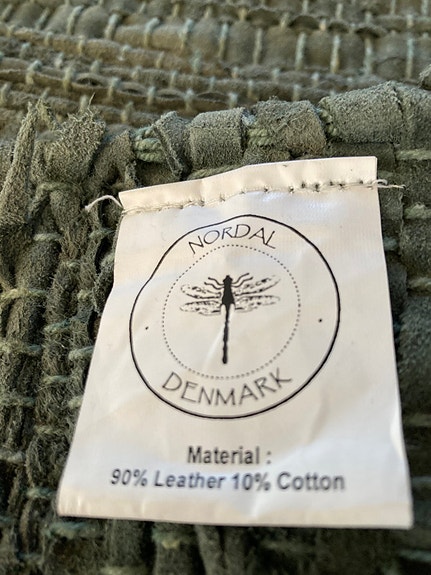 NORDAL
DENMARK
Material :
90% Leather 10% Cotton